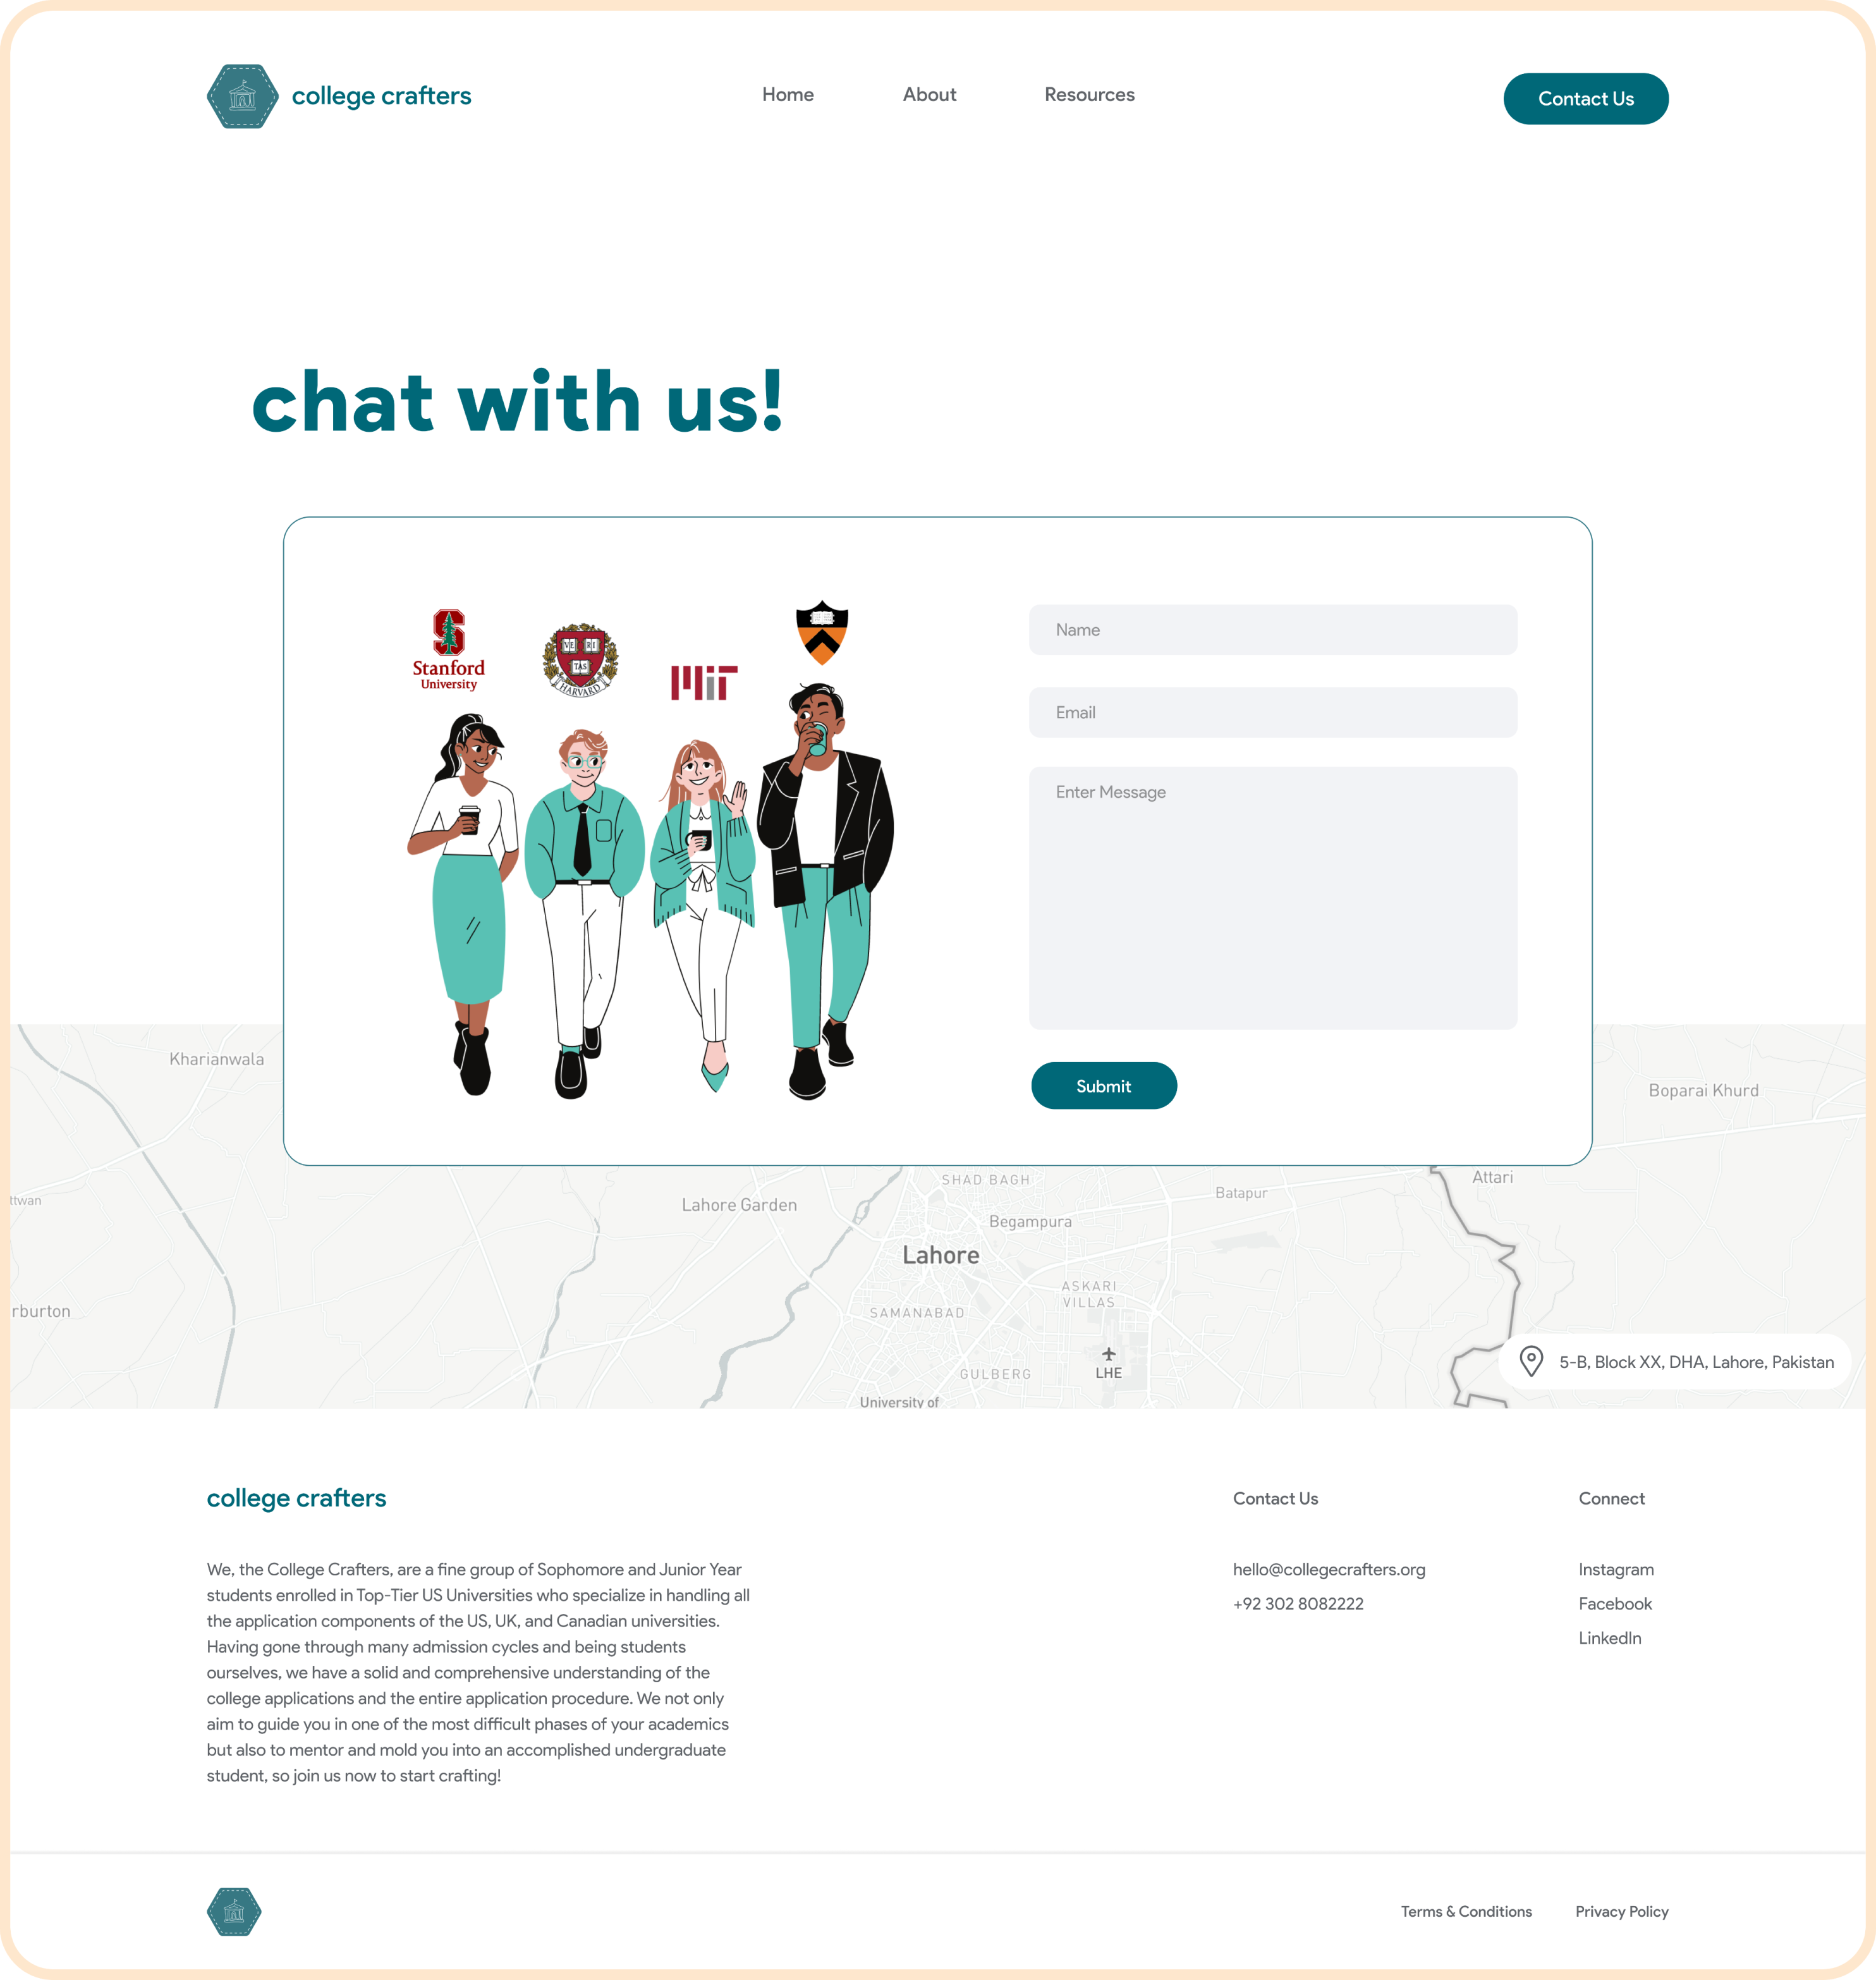 college crafters
Home
About
Resources
Contact Us
chat with us!
Stanford
University
VE RI
TAS
HARVARD
MIT
Name
Email
Enter Message
Submit
Kharianwala
Boparai Khurd
ttwan
Lahore Garden
SHAD BAGH
Begampura
Batapur
Attari
Lahore
ASKARI
VILLAS
rburton
SAMANABAD
GULBERG
LHE
University of
5-B, Block XX, DHA, Lahore, Pakistan
college crafters
We, the College Crafters, are a fine group of Sophomore and Junior Year
students enrolled in Top-Tier US Universities who specialize in handling all
the application components of the US, UK, and Canadian universities.
Having gone through many admission cycles and being students
ourselves, we have a solid and comprehensive understanding of the
college applications and the entire application procedure. We not only
aim to guide you in one of the most difficult phases of your academics
but also to mentor and mold you into an accomplished undergraduate
student, so join us now to start crafting!
Contact Us
hello@collegecrafters.org
+92 302 8082222
Connect
Instagram
Facebook
LinkedIn
Terms & Conditions
Privacy Policy